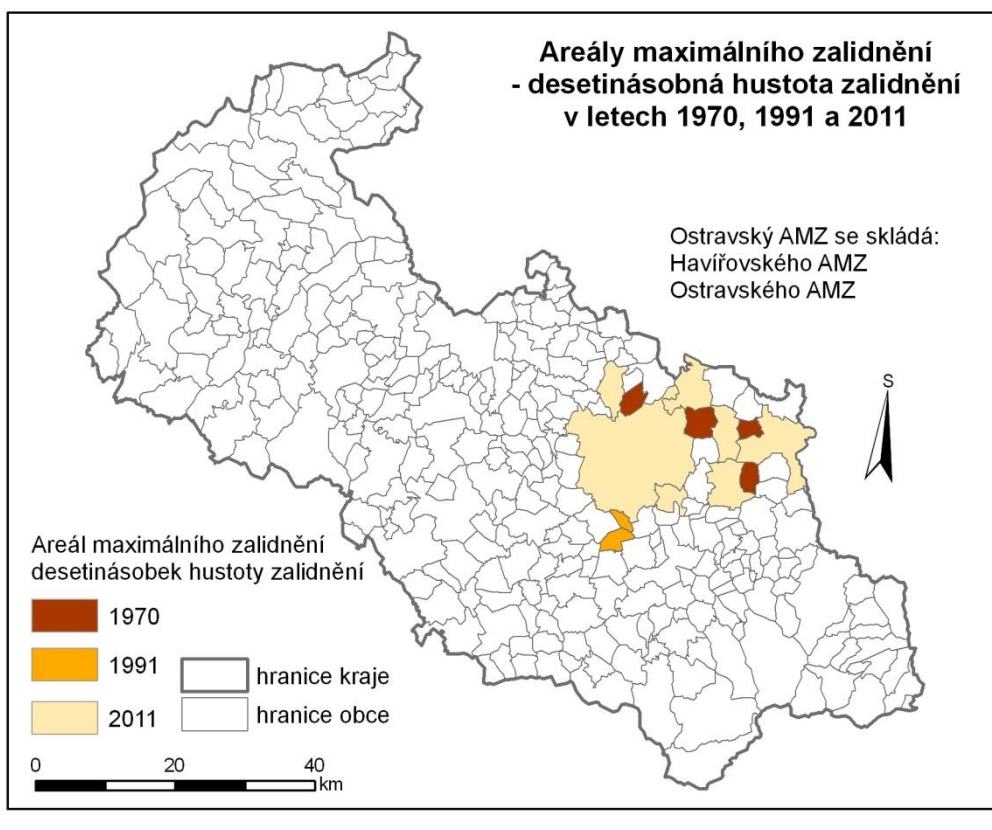 Areály maximálního zalidnění
- desetinásobná hustota zalidnění
v letech 1970, 1991 a 2011
Ostravský AMZ se skládá:
Havířovského AMZ
Ostravského AMZ
S
Areál maximálního zalidnění
desetinásobek hustoty zalidnění
1970
1991
2011
hranice kraje
hranice obce
0 20 40
km